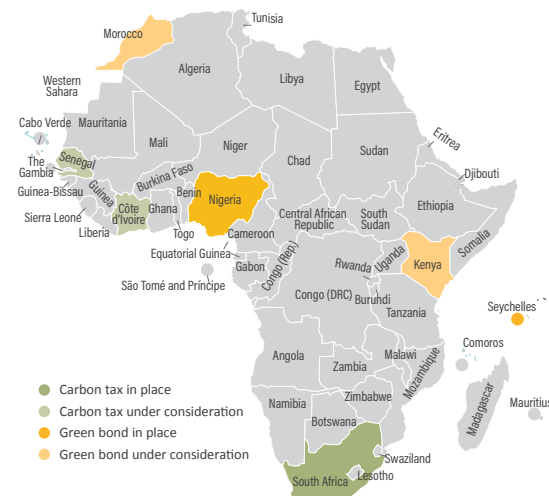 Tunisia
Morocco
Algeria
Libya
Egypt
Western
Sahara
Cabo Verde
Mauritania
Mali
Niger
Chad
Sudan
Eritrea
The
Gambia
Senegal
Guinea-Bissau
Guinea
Burkina Faso
Benin
Nigeria
Djibouti
Ethiopia
Sierra Leone
Côte
d'Ivoire
Ghana
Central African
Republic
South
Sudan
Somalia
Liberia
Togo
Cameroon
Equatorial Guinea
Gabon
Congo (Rep.)
Uganda
Kenya
Rwanda
São Tomé and Príncipe
Congo (DRC)
Burundi
Tanzania
Seychelles
Comoros
Angola
Zambia
Malawi
Mozambique
Madagascar
Mauritius
Namibia
Zimbabwe
Botswana
Swaziland
South Africa
Lesotho
Carbon tax in place
Carbon tax under consideration
Green bond in place
Green bond under consideration